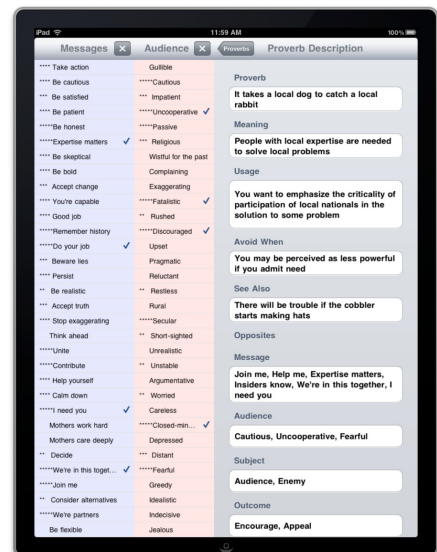 iPad
11:59 AM
100%
Messages
Audience
Proverbs
Proverb Description
**** Take action
**** Be cautious
*** Be satisfied
**** Be patient
*****Be honest
*****Expertise matters
**** Be skeptical
**** Be bold
*** Accept change
**** You're capable
**** Good job
*****Remember history
*****Do your job
*** Beware lies
**** Persist
** Be realistic
*** Accept truth
**** Stop exaggerating
Think ahead
*****Unite
*****Contribute
**** Help yourself
**** Calm down
*****I need you
Mothers work hard
Mothers care deeply
** Decide
*****We're in this toget...
*****Join me
** Consider alternatives
*****We're partners
Be flexible
Gullible
*****Cautious
*** Impatient
*****Uncooperative
*****Passive
*** Religious
Wistful for the past
Complaining
Exaggerating
*****Fatalistic
** Rushed
*****Discouraged
Upset
Pragmatic
Reluctant
** Restless
Rural
*****Secular
** Short-sighted
Unrealistic
** Unstable
Argumentative
** Worried
Careless
*****Closed-min...
Depressed
*** Distant
*****Fearful
Greedy
Idealistic
Indecisive
Jealous
Proverb
It takes a local dog to catch a local
rabbit
Meaning
People with local expertise are needed
to solve local problems
Usage
You want to emphasize the criticality of
participation of local nationals in the
solution to some problem
Avoid When
You may be perceived as less powerful
if you admit need
See Also
There will be trouble if the cobbler
starts making hats
Opposites
Message
Join me, Help me, Expertise matters,
Insiders know, We're in this together, I
need you
Audience
Cautious, Uncooperative, Fearful
Subject
Audience, Enemy
Outcome
Encourage, Appeal